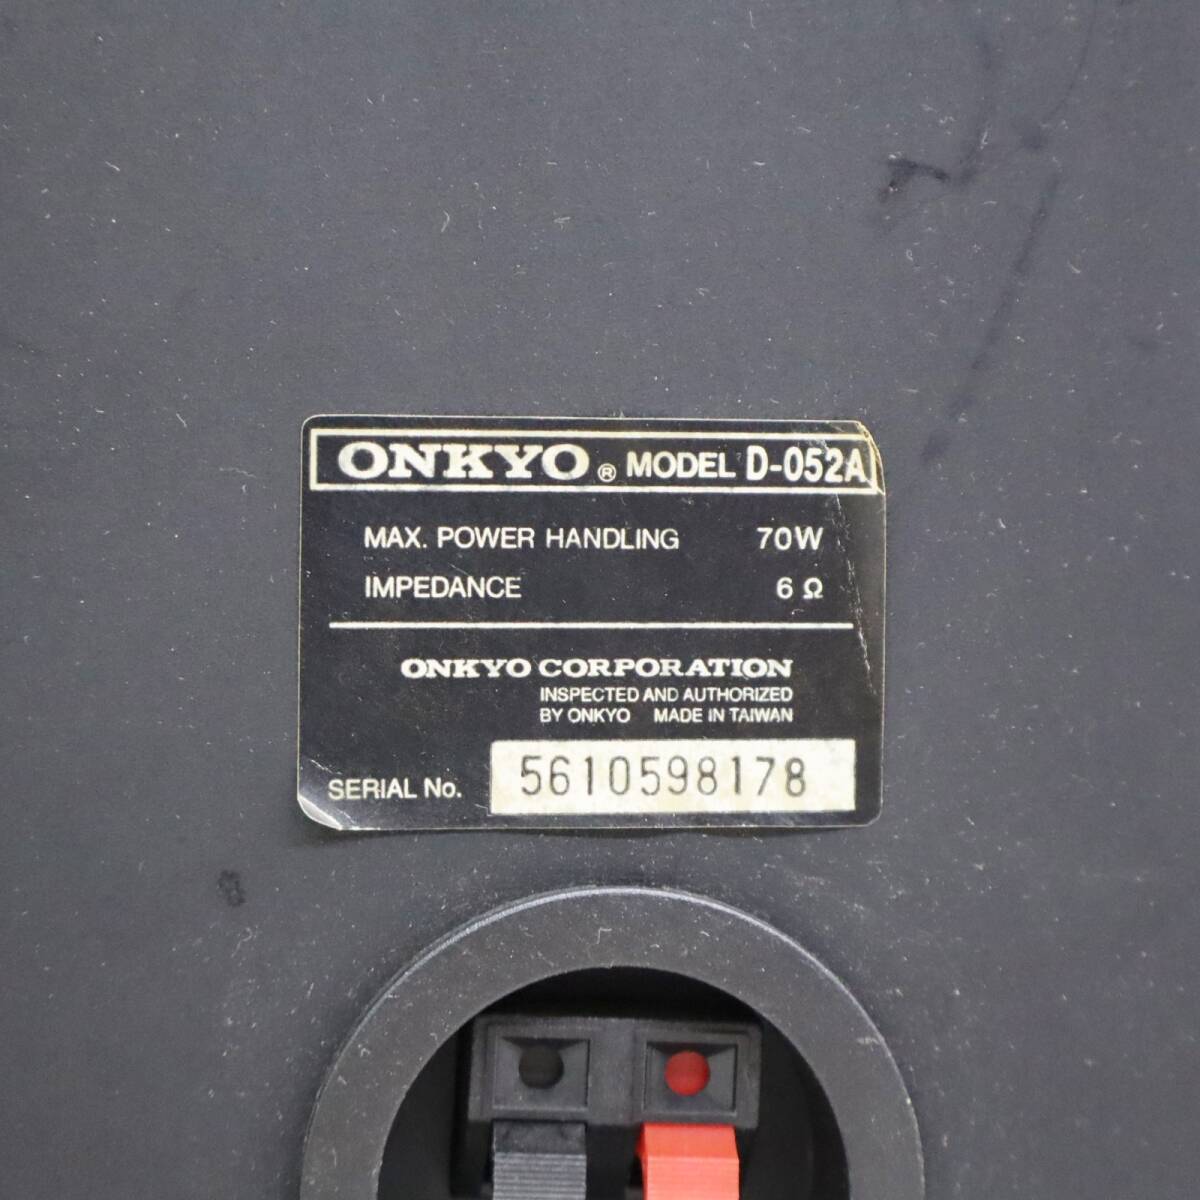 ONKYO® MODEL D-052A
MAX. POWER HANDLING 70W
IMPEDANCE 6 Ω
ONKYO CORPORATION
INSPECTED AND AUTHORIZED
BY ONKYO MADE IN TAIWAN
SERIAL No. 5610598178